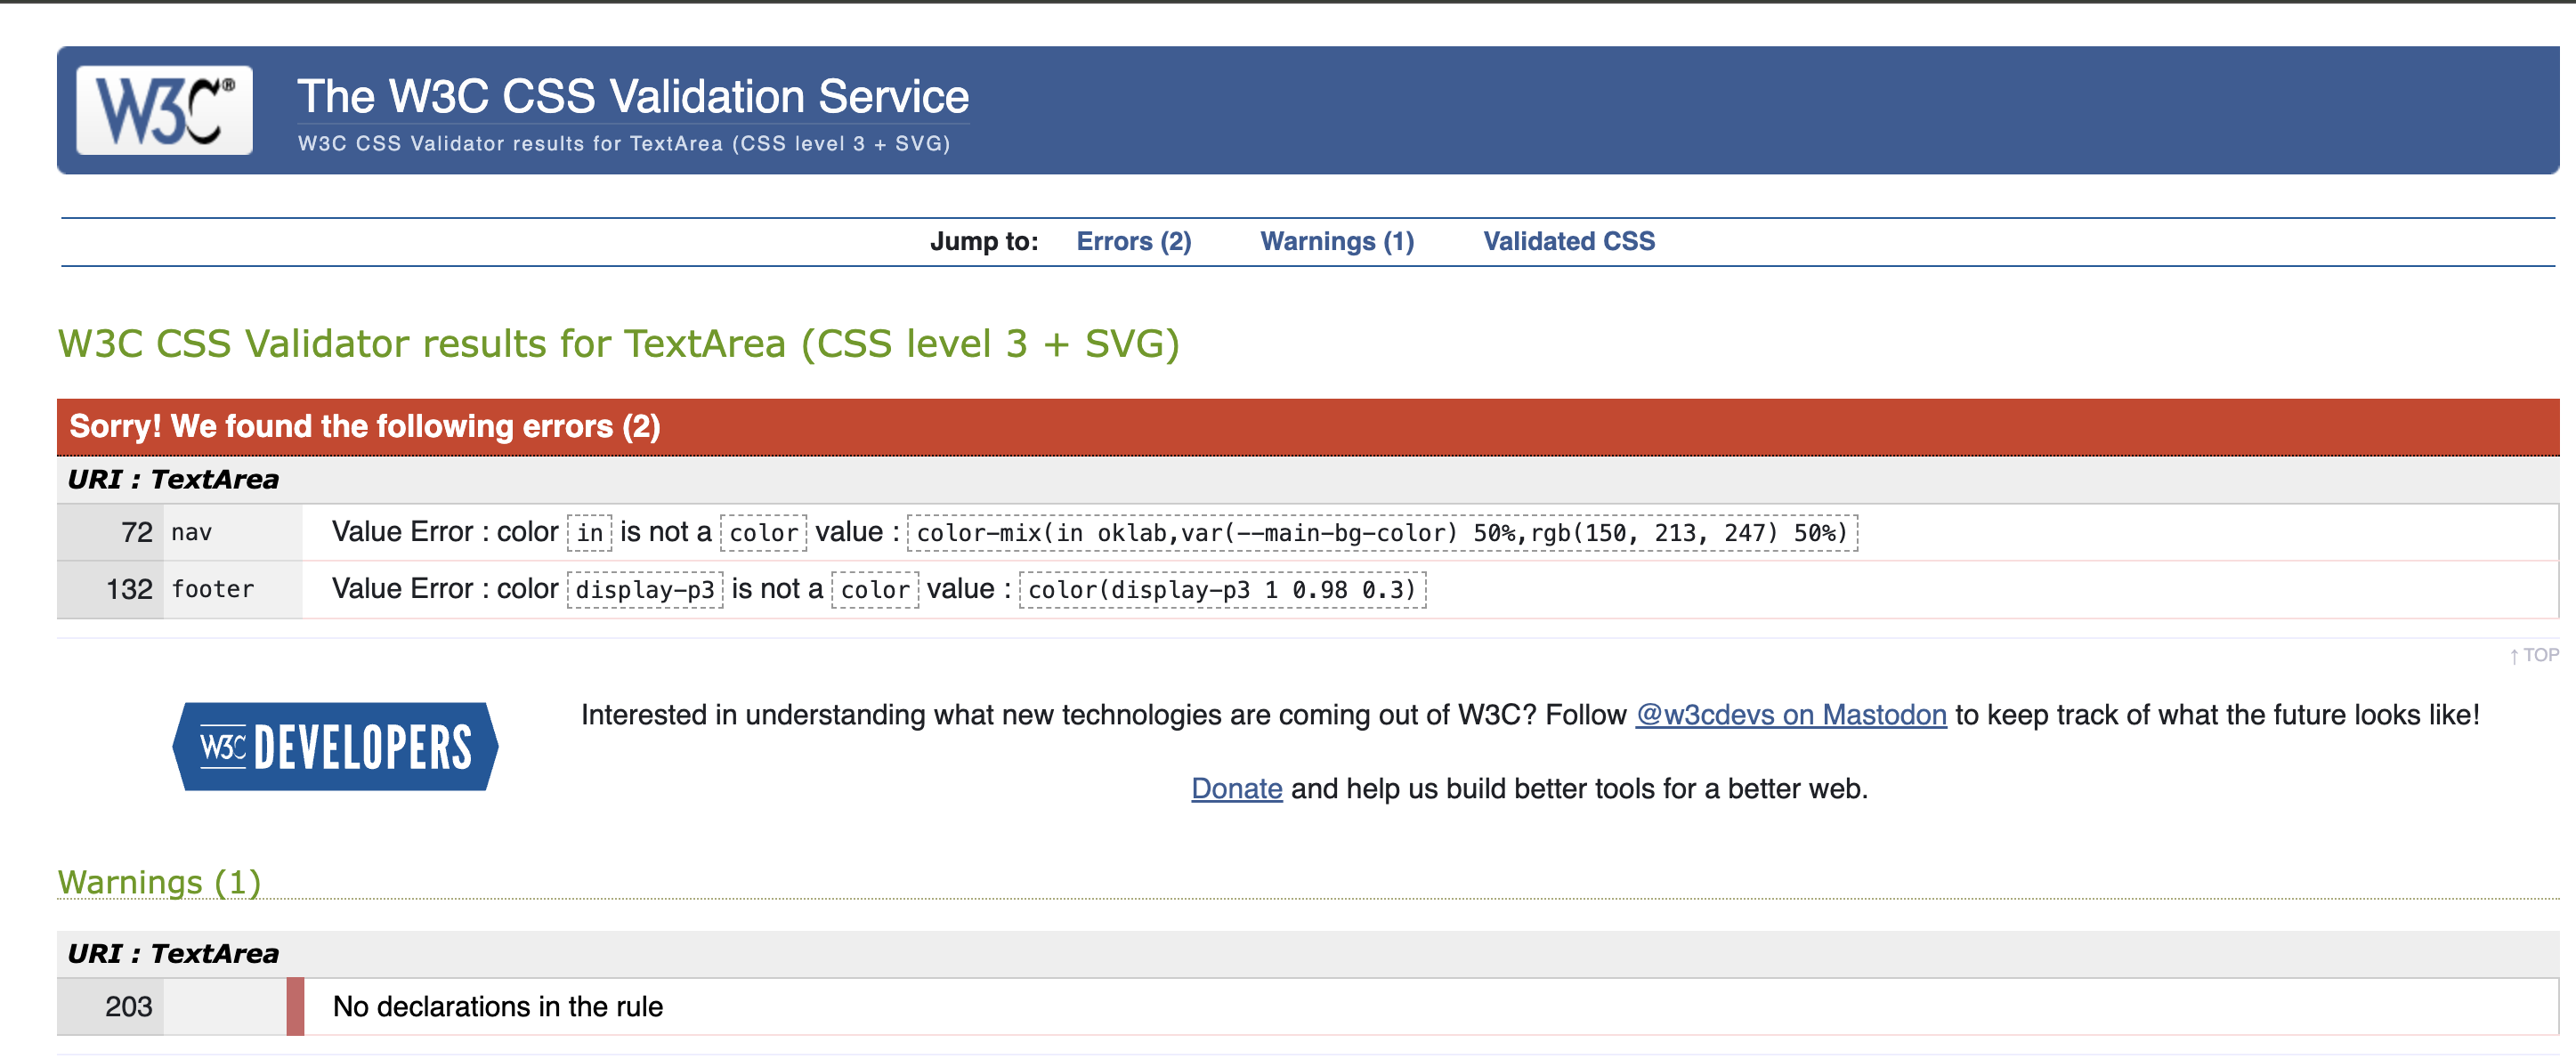 W3C®
The W3C CSS Validation Service
W3C CSS Validator results for TextArea (CSS level 3 + SVG)
Jump to: Errors (2) Warnings (1) Validated CSS
W3C CSS Validator results for TextArea (CSS level 3 + SVG)
Sorry! We found the following errors (2)
URI : TextArea
72 nav Value Error : color in is not a color value : color-mix(in oklab,var(--main-bg-color) 50%,rgb(150, 213, 247) 50%)
132 footer Value Error : color display-p3 is not a color value : color(display-p3 1 0.98 0.3)
↑ TOP
W3C DEVELOPERS
Interested in understanding what new technologies are coming out of W3C? Follow @w3cdevs on Mastodon to keep track of what the future looks like!
Donate and help us build better tools for a better web.
Warnings (1)
URI : TextArea
203 No declarations in the rule